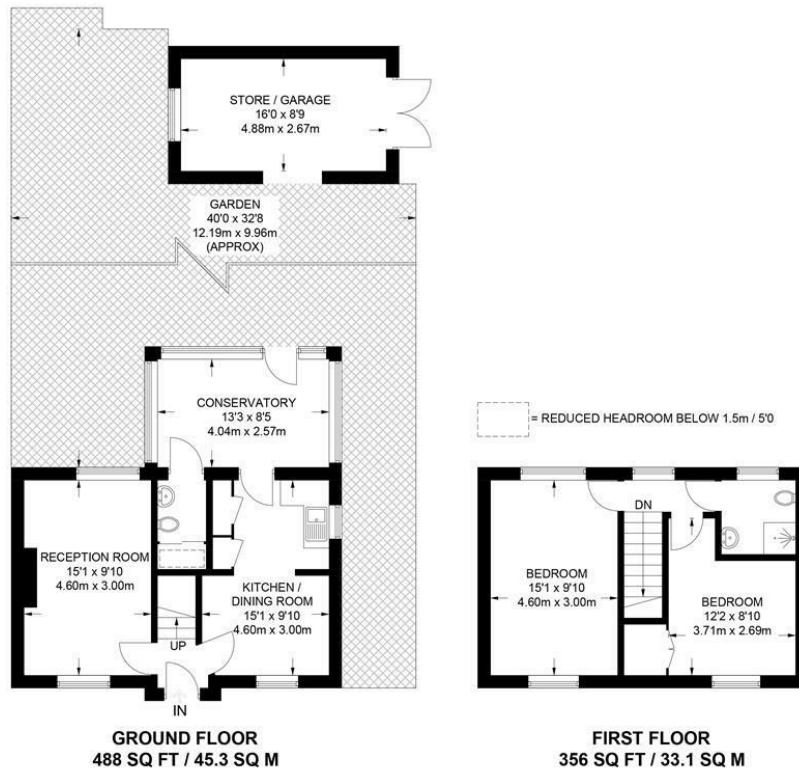 STORE / GARAGE
16'0 x 8'9
4.88m x 2.67m
GARDEN
40'0 x 32'8
12.19m x 9.96m
(APPROX)
CONSERVATORY
13'3 x 8'5
4.04m x 2.57m
RECEPTION ROOM
15'1 x 9'10
4.60m x 3.00m
KITCHEN /
DINING ROOM
15'1 x 9'10
4.60m x 3.00m
UP
IN
GROUND FLOOR
488 SQ FT / 45.3 SQ M
= REDUCED HEADROOM BELOW 1.5m / 5'0
DN
BEDROOM
15'1 x 9'10
4.60m x 3.00m
BEDROOM
12'2 x 8'10
3.71m x 2.69m
FIRST FLOOR
356 SQ FT / 33.1 SQ M